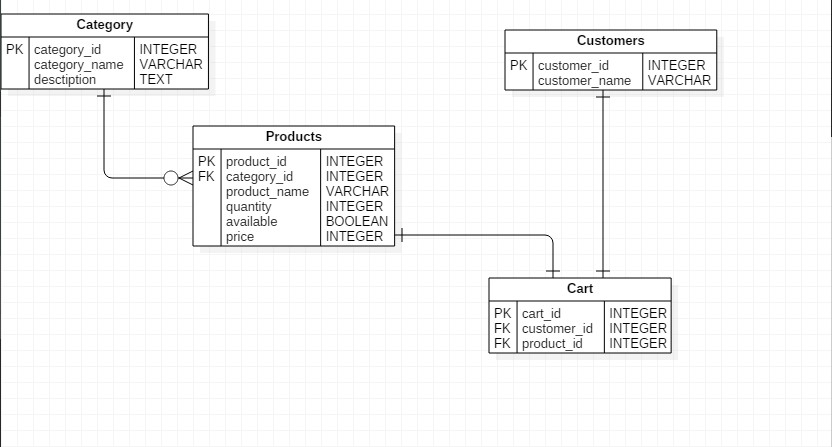 Category
PK category_id INTEGER
category_name VARCHAR
desctiption TEXT
Customers
PK customer_id INTEGER
customer_name VARCHAR
Products
PK product_id INTEGER
FK category_id INTEGER
product_name VARCHAR
quantity INTEGER
available BOOLEAN
price INTEGER
Cart
PK cart_id INTEGER
FK customer_id INTEGER
FK product_id INTEGER